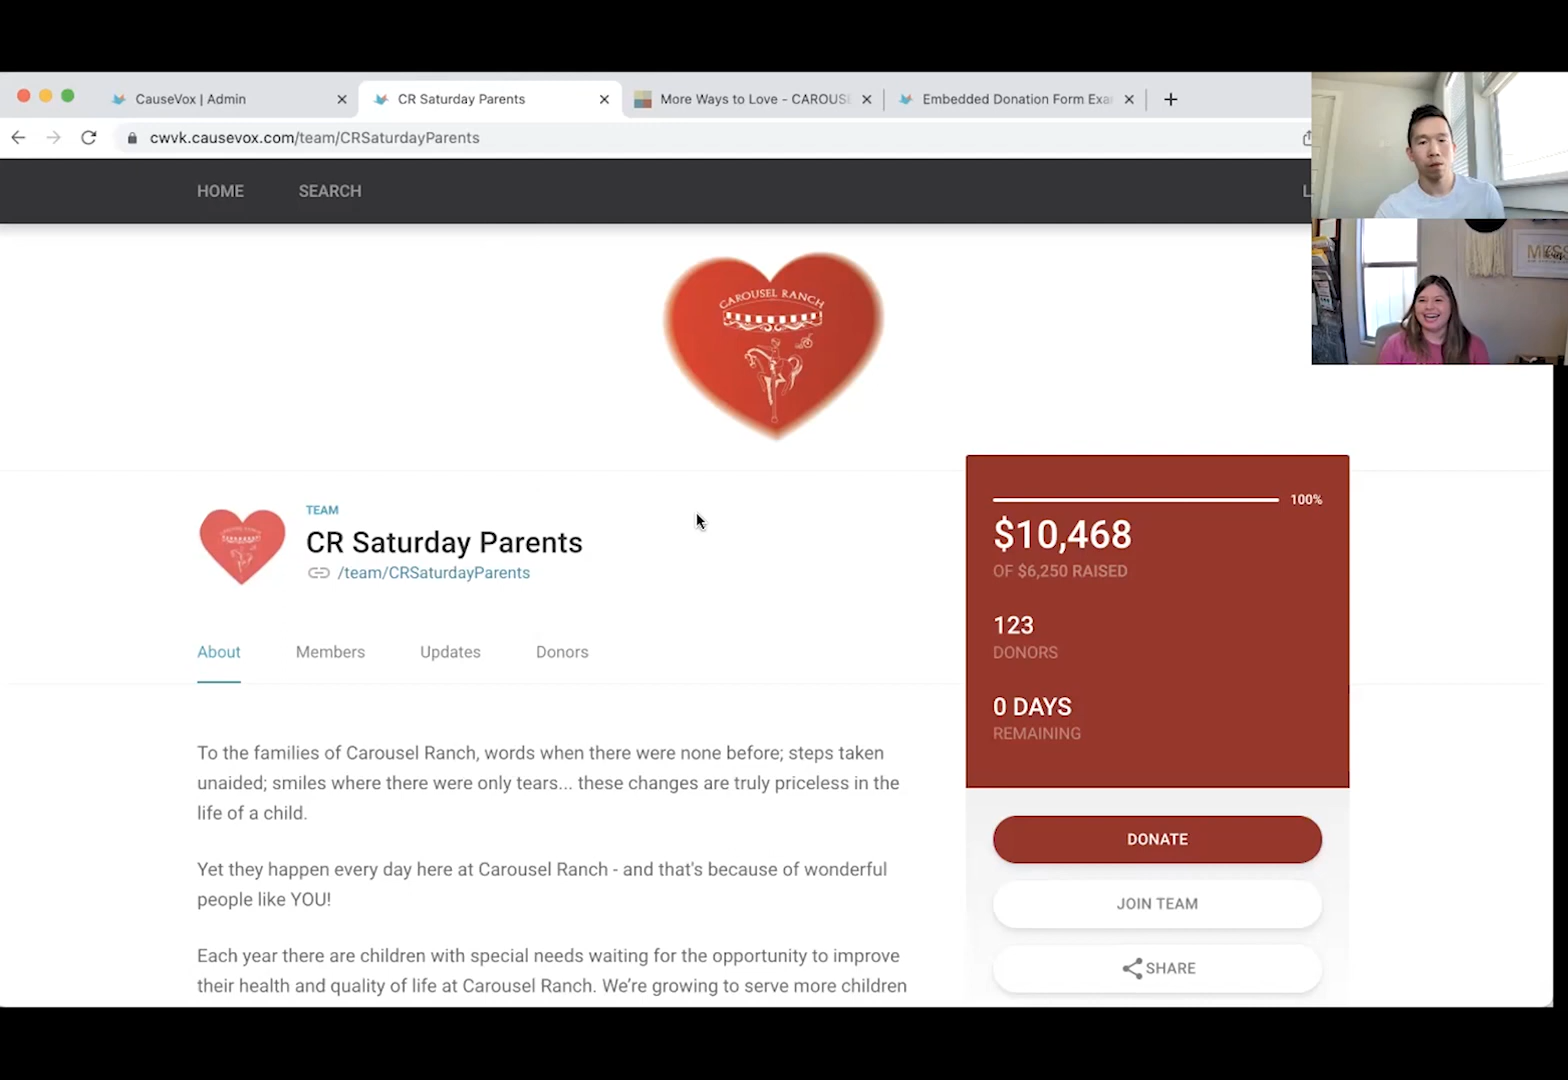 CauseVox | Admin
CR Saturday Parents
More Ways to Love - CAROUS
Embedded Donation Form Exa
cwvk.causevox.com/team/CRSaturdayParents
HOME
SEARCH
L
CAROUSEL RANCH
TEAM
CR Saturday Parents
/team/CRSaturdayParents
About
Members
Updates
Donors
To the families of Carousel Ranch, words when there were none before; steps taken
unaided; smiles where there were only tears... these changes are truly priceless in the
life of a child.
Yet they happen every day here at Carousel Ranch - and that's because of wonderful
people like YOU!
Each year there are children with special needs waiting for the opportunity to improve
their health and quality of life at Carousel Ranch. We’re growing to serve more children
100%
$10,468
OF $6,250 RAISED
123
DONORS
0 DAYS
REMAINING
DONATE
JOIN TEAM
SHARE